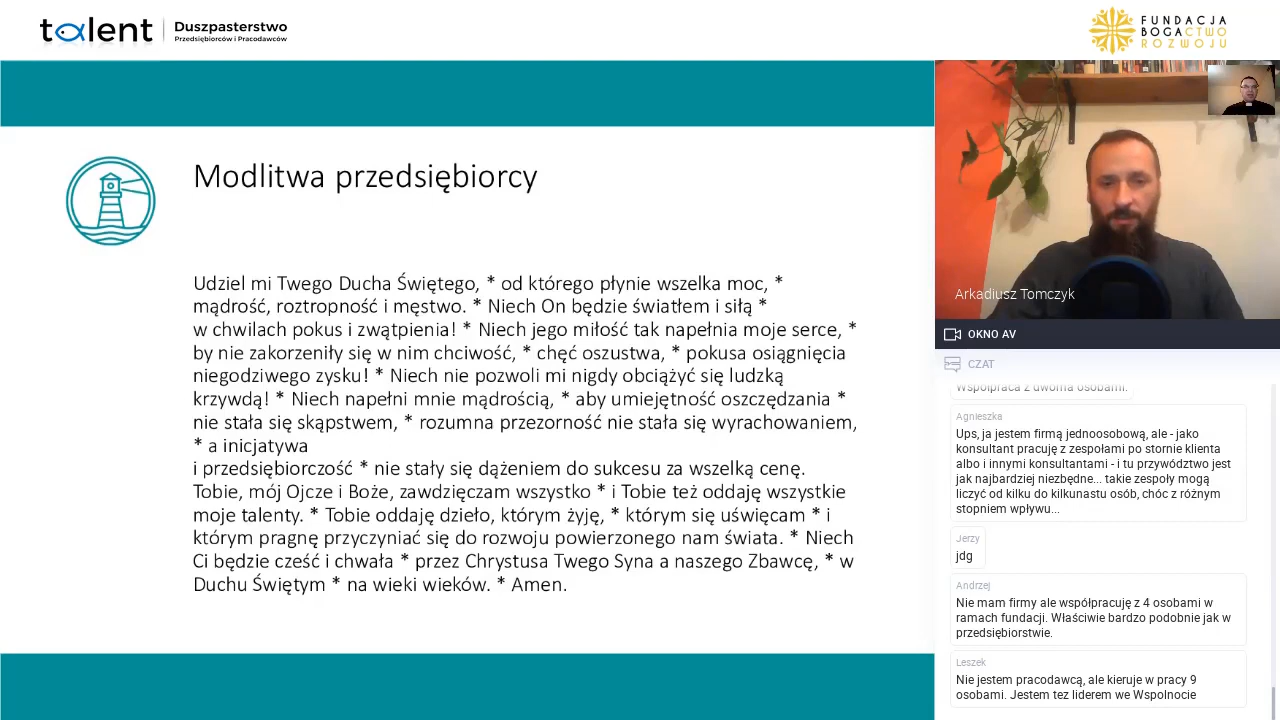 talent
Duszpasterstwo
Przedsiębiorców i Pracodawców
FUNDACJA
BOGACTWO
ROZWOJU
Modlitwa przedsiębiorcy
Udziel mi Twego Ducha Świętego, * od którego płynie wszelka moc, *
mądrość, roztropność i męstwo. * Niech On będzie światłem i siłą *
w chwilach pokus i zwątpienia! * Niech jego miłość tak napełnia moje serce, *
by nie zakorzeniły się w nim chciwość, * chęć oszustwa, * pokusa osiągnięcia
niegodziwego zysku! * Niech nie pozwoli mi nigdy obciążyć się ludzką
krzywdą! * Niech napełni mnie mądrością, * aby umiejętność oszczędzania *
nie stała się skąpstwem, * rozumna przezorność nie stała się wyrachowaniem,
* a inicjatywa
i przedsiębiorczość * nie stały się dążeniem do sukcesu za wszelką cenę.
Tobie, mój Ojcze i Boże, zawdzięczam wszystko * i Tobie też oddaję wszystkie
moje talenty. * Tobie oddaję dzieło, którym żyję, * którym się uświęcam * i
którym pragnę przyczyniać się do rozwoju powierzonego nam świata. * Niech
Ci będzie cześć i chwała * przez Chrystusa Twego Syna a naszego Zbawcę, * w
Duchu Świętym * na wieki wieków. * Amen.
Arkadiusz Tomczyk
OKNO AV
CZAT
Współpraca z dwoma osobami.
Agnieszka
Ups, ja jestem firmą jednoosobową, ale - jako
konsultant pracuję z zespołami po stornie klienta
albo i innymi konsultantami - i tu przywództwo jest
jak najbardziej niezbędne... takie zespoły mogą
liczyć od kilku do kilkunastu osób, chóc z różnym
stopniem wpływu...
Jerzy
jdg
Andrzej
Nie mam firmy ale współpracuję z 4 osobami w
ramach fundacji. Właściwie bardzo podobnie jak w
przedsiębiorstwie.
Leszek
Nie jestem pracodawcą, ale kieruje w pracy 9
osobami. Jestem tez liderem we Wspolnocie